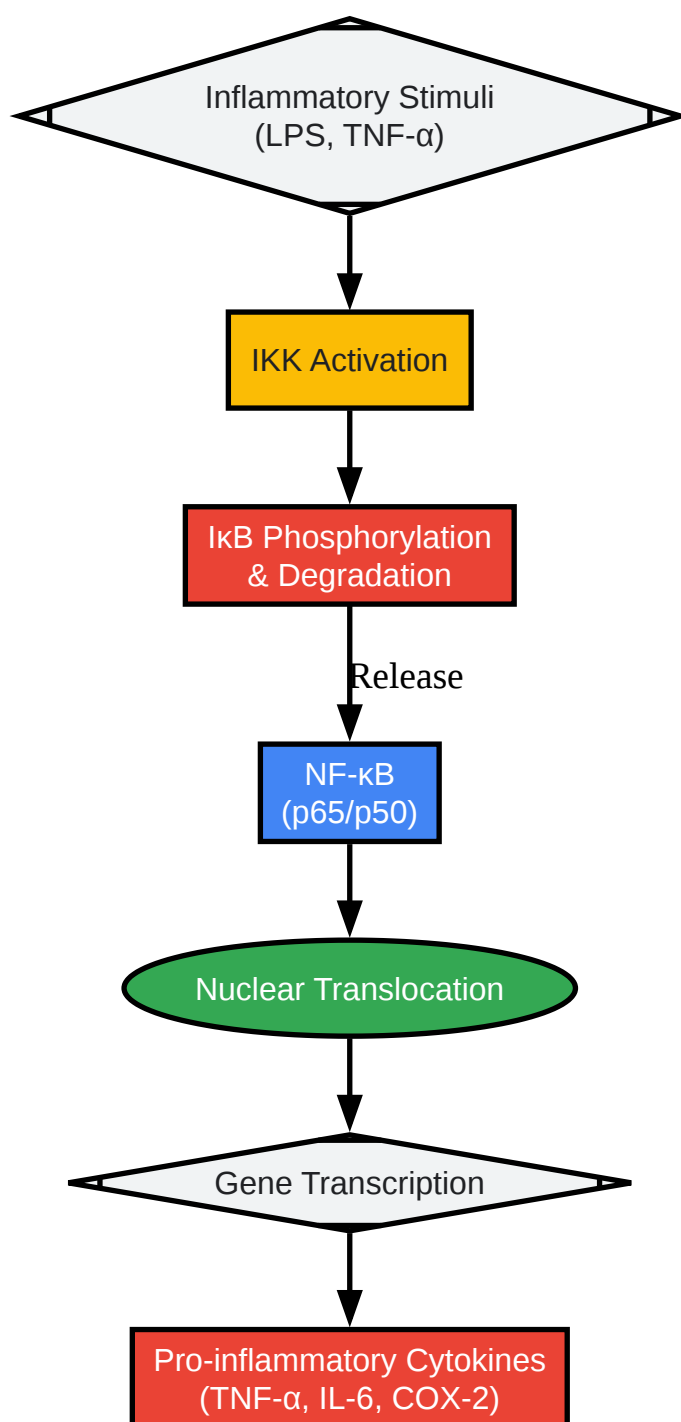 Inflammatory Stimuli
(LPS, TNF-α)
IKK Activation
IκB Phosphorylation
& Degradation
Release
NF-κB
(p65/p50)
Nuclear Translocation
Gene Transcription
Pro-inflammatory Cytokines
(TNF-α, IL-6, COX-2)